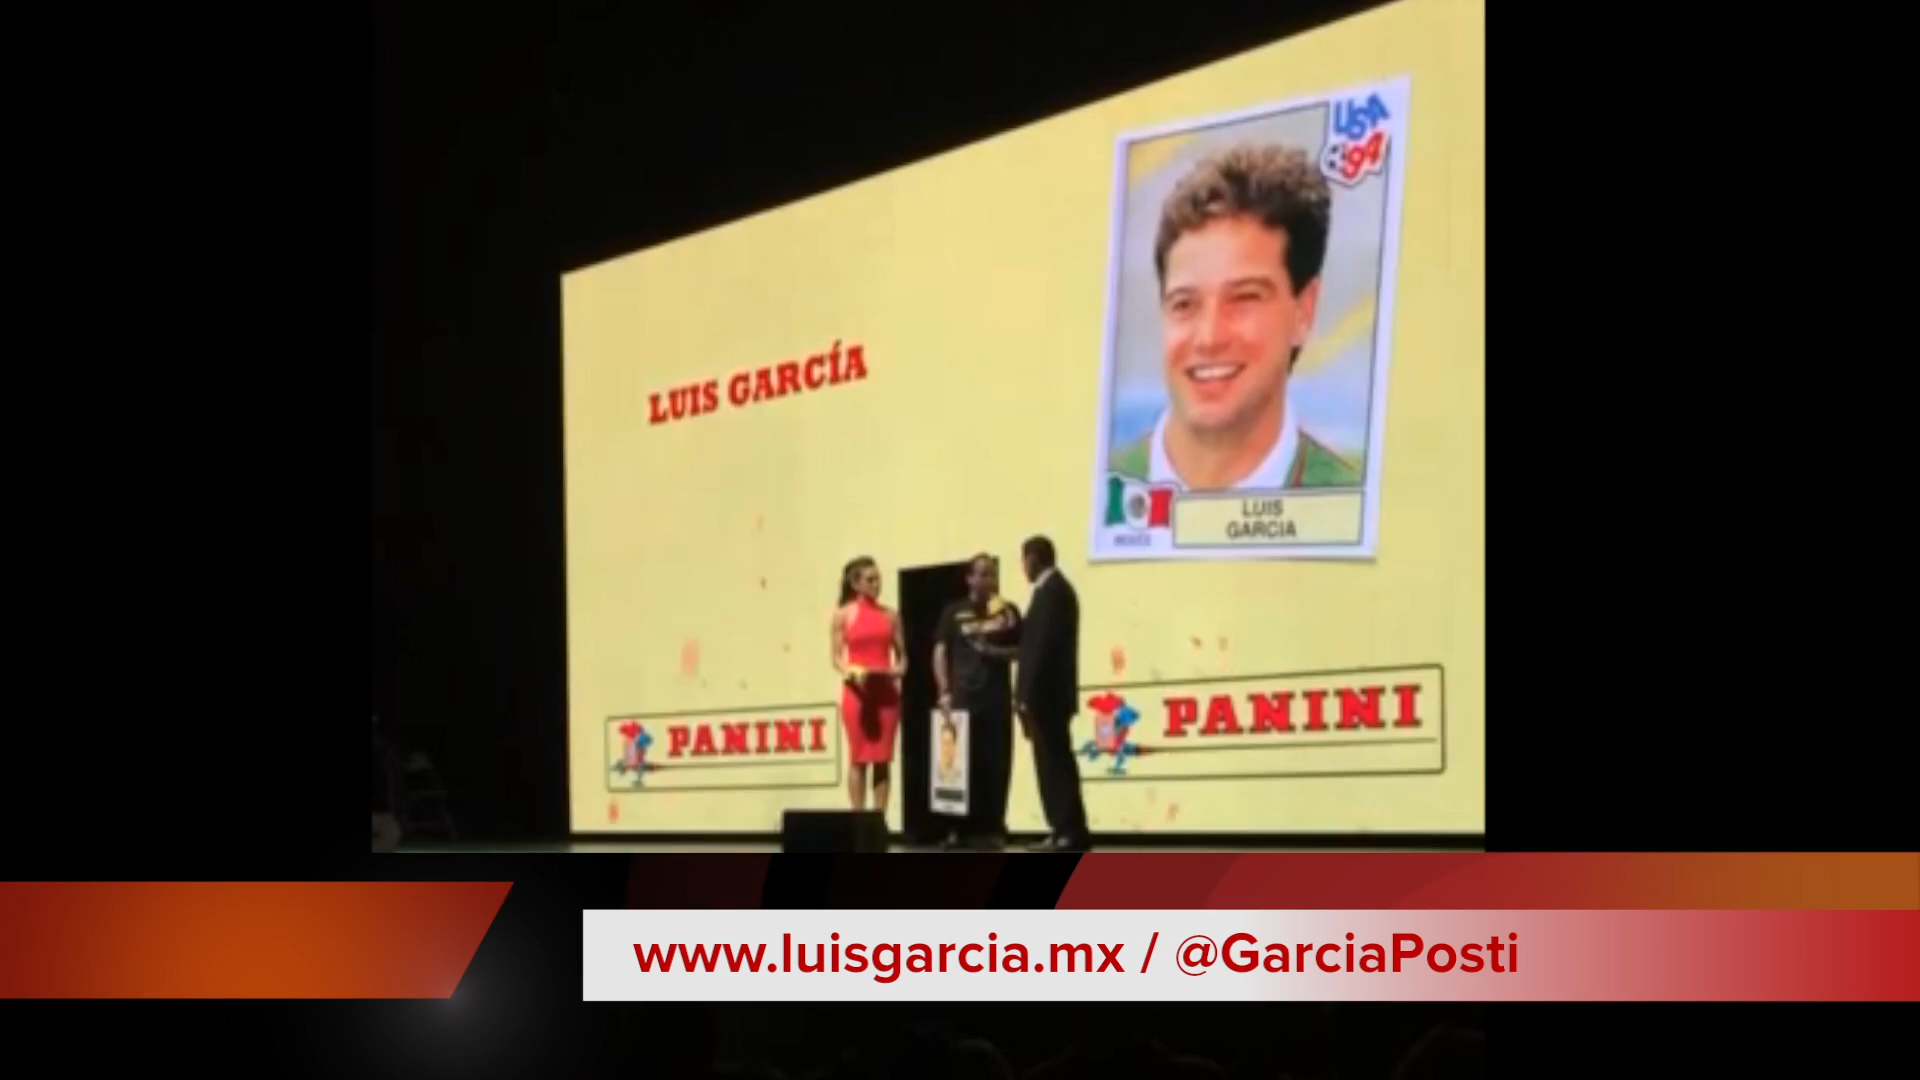 USA
94
LUIS GARCÍA
LUIS
GARCIA
PANINI
PANINI
www.luisgarcia.mx / @GarciaPosti